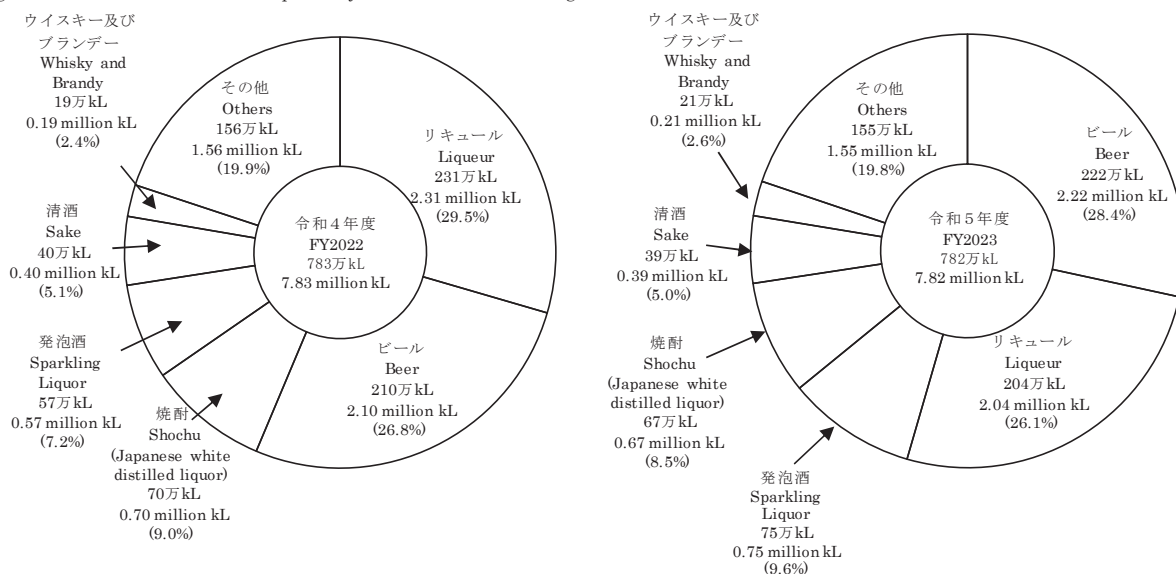 ウイスキー及び
ブランデー
Whisky and
Brandy
19万kL
0.19 million kL
(2.4%)
その他
Others
156万kL
1.56 million kL
(19.9%)
リキュール
Liqueur
231万kL
2.31 million kL
(29.5%)
清酒
Sake
40万kL
0.40 million kL
(5.1%)
令和4年度
FY2022
783万kL
7.83 million kL
発泡酒
Sparkling
Liquor
57万kL
0.57 million kL
(7.2%)
焼酎
Shochu
(Japanese white
distilled liquor)
70万kL
0.70 million kL
(9.0%)
ビール
Beer
210万kL
2.10 million kL
(26.8%)
ウイスキー及び
ブランデー
Whisky and
Brandy
21万kL
0.21 million kL
(2.6%)
その他
Others
155万kL
1.55 million kL
(19.8%)
ビール
Beer
222万kL
2.22 million kL
(28.4%)
清酒
Sake
39万kL
0.39 million kL
(5.0%)
令和5年度
FY2023
782万kL
7.82 million kL
焼酎
Shochu
(Japanese white
distilled liquor)
67万kL
0.67 million kL
(8.5%)
リキュール
Liqueur
204万kL
2.04 million kL
(26.1%)
発泡酒
Sparkling
Liquor
75万kL
0.75 million kL
(9.6%)